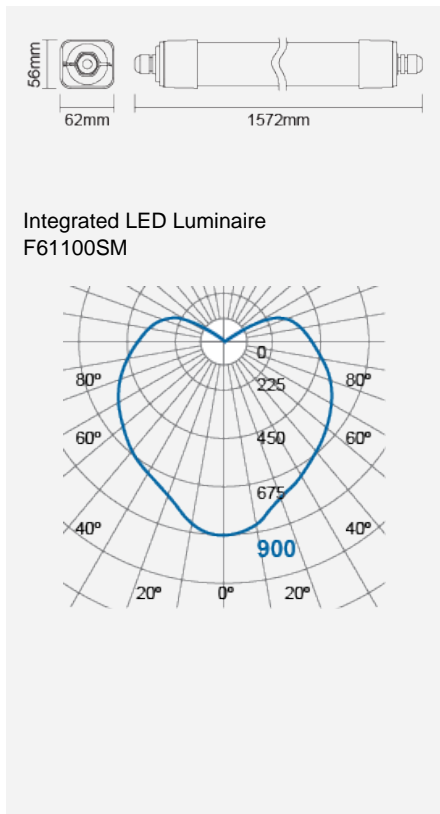 56mm
62mm
1572mm
Integrated LED Luminaire
F61100SM
0
225
80º
80º
450
60º
60º
675
40º
40º
900
20º
0º
20º